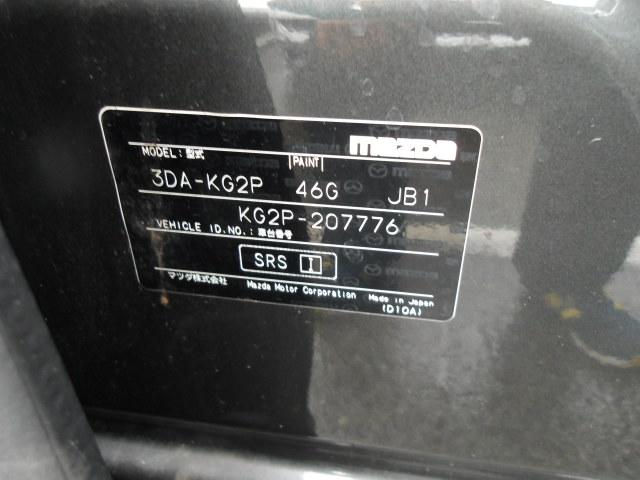 mazda
MODEL:型式 PAINT
3DA-KG2P 46G JB1
KG2P-207776
VEHICLE ID.NO.:車台番号
SRS I
マツダ株式会社 Mazda Motor Corporation Made in Japan
(D10A)